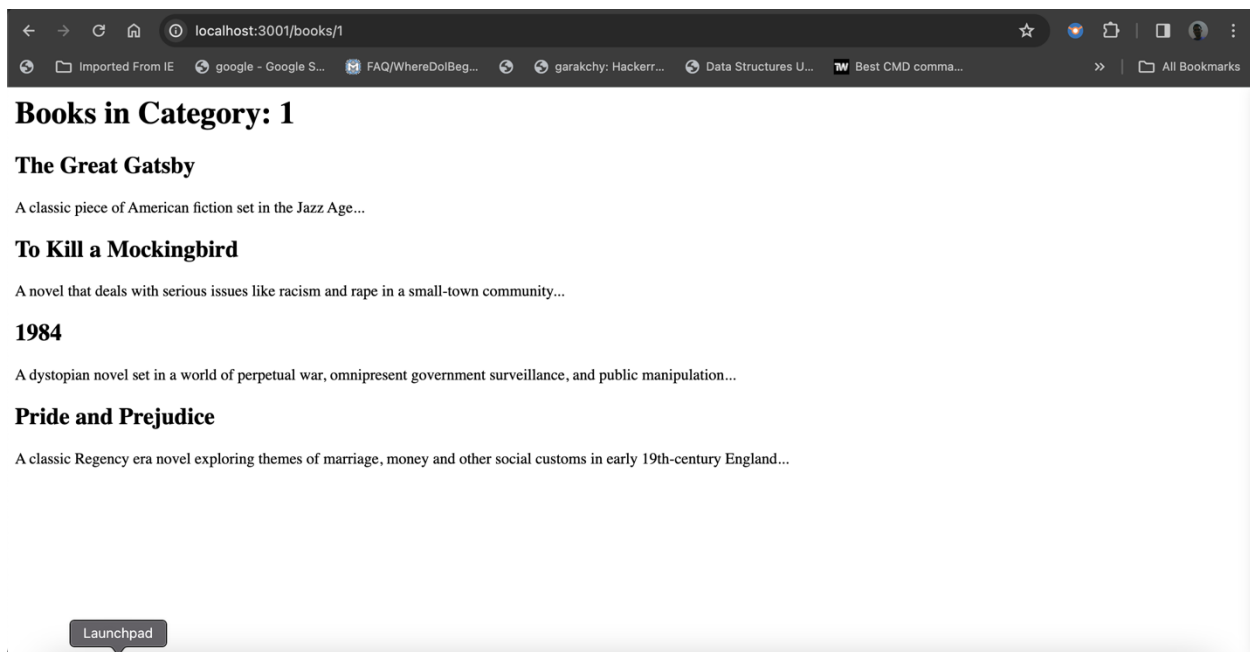 localhost:3001/books/1
Imported From IE google - Google S... FAQ/WhereDoIBeg... garakchy: Hackerr... Data Structures U... TW Best CMD comma... » All Bookmarks
Books in Category: 1
The Great Gatsby
A classic piece of American fiction set in the Jazz Age...
To Kill a Mockingbird
A novel that deals with serious issues like racism and rape in a small-town community...
1984
A dystopian novel set in a world of perpetual war, omnipresent government surveillance, and public manipulation...
Pride and Prejudice
A classic Regency era novel exploring themes of marriage, money and other social customs in early 19th-century England...
Launchpad